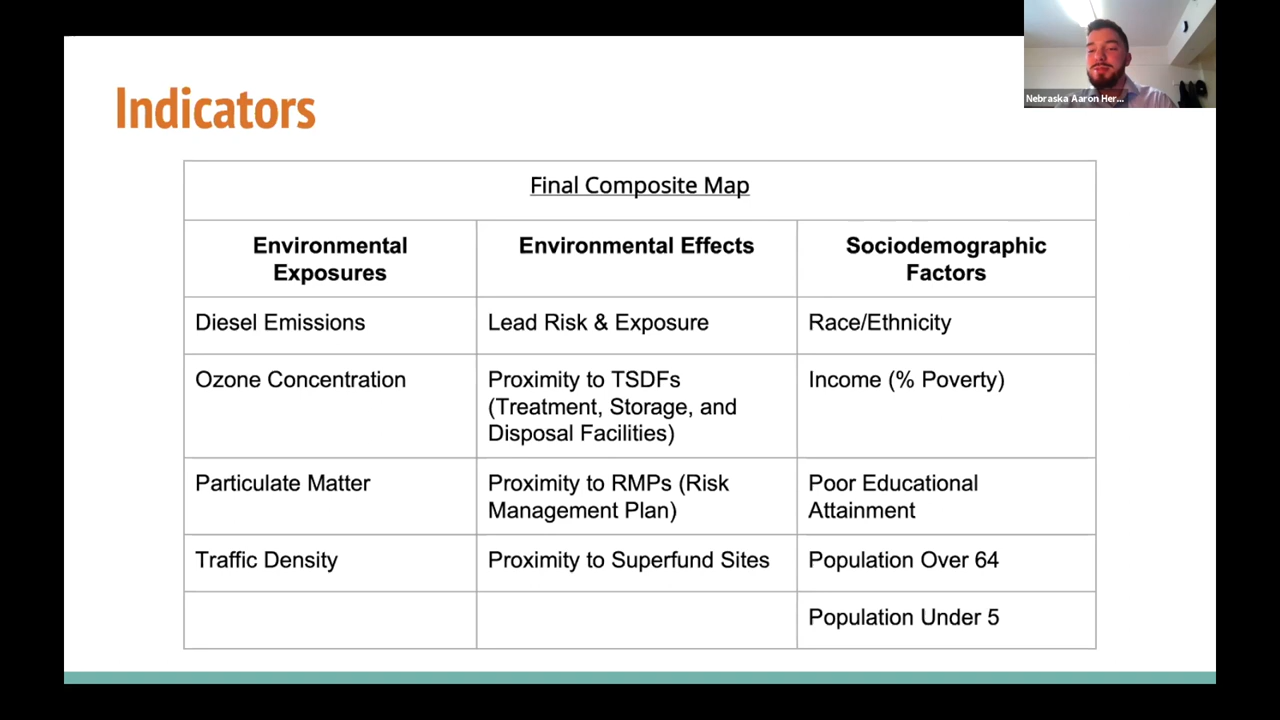 Nebraska Aaron Her...
Indicators
Final Composite Map
Environmental
Exposures
Environmental Effects
Sociodemographic
Factors
Diesel Emissions
Lead Risk & Exposure
Race/Ethnicity
Ozone Concentration
Proximity to TSDFs
(Treatment, Storage, and
Disposal Facilities)
Income (% Poverty)
Particulate Matter
Proximity to RMPs (Risk
Management Plan)
Poor Educational
Attainment
Traffic Density
Proximity to Superfund Sites
Population Over 64
Population Under 5